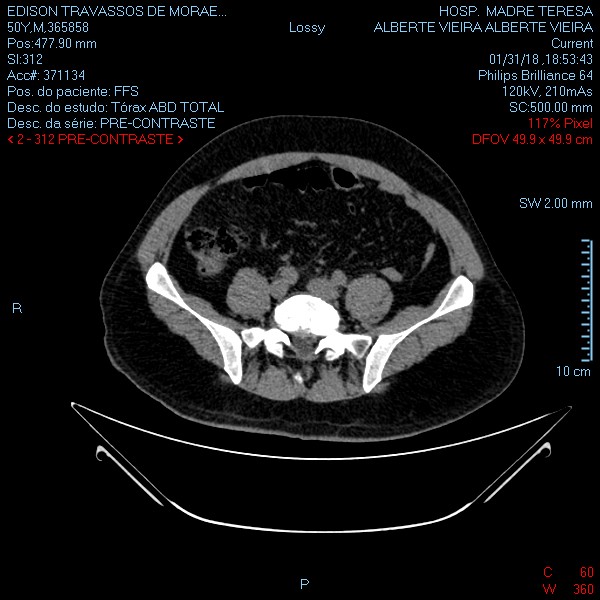 EDISON TRAVASSOS DE MORAE...
50Y,M,365858
Pos:477.90 mm
SI:312
Acc#: 371134
Pos. do paciente: FFS
Desc. do estudo: Tórax ABD TOTAL
Desc. da série: PRE-CONTRASTE
< 2 - 312 PRE-CONTRASTE >
Lossy
HOSP. MADRE TERESA
ALBERTE VIEIRA ALBERTE VIEIRA
Current
01/31/18 ,18:53:43
Philips Brilliance 64
120kV, 210mAs
SC:500.00 mm
117% Pixel
DFOV 49.9 x 49.9 cm
SW 2.00 mm
R
10 cm
P
C 60
W 360